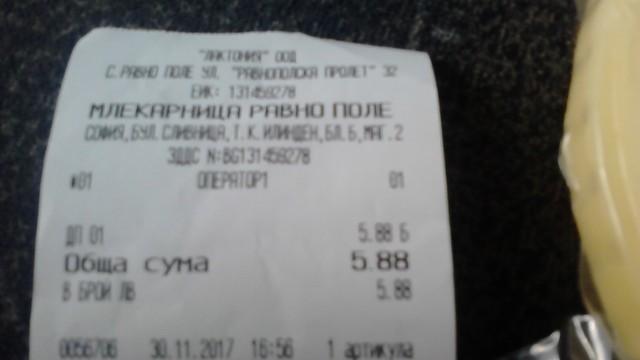 "ЛАКТОНИЯ" ООД
С. РАВНО ПОЛЕ УЛ. "РАВНОПОЛСКА ПРОЛЕТ" 32
ЕИК: 131459278
МЛЕКАРНИЦА РАВНО ПОЛЕ
СОФИЯ, БУЛ. СЛИВНИЦА, Т. К. ИЛИНДЕН, БЛ. Б, МАГ. 2
ЗДДС N:BG131459278
#01 ОПЕРАТОР1 01
ДП 01 5.88 Б
Обща сума 5.88
В БРОЙ ЛВ 5.88
0056706 30.11.2017 16:56 1 артикула